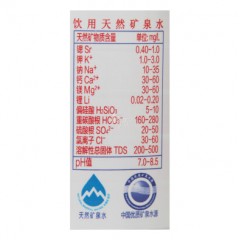 饮用天然矿泉水
天然矿物质含量 单位: mg/L
锶 Sr 0.40-1.0
钾 K⁺ 1.0-3.0
钠 Na⁺ 10-35
钙 Ca²⁺ 30-60
镁 Mg²⁺ 30-60
锂 Li 0.02-0.20
偏硅酸 H₂SiO₃ 5-10
重碳酸根 HCO₃⁻ 160-280
硫酸根 SO₄²⁻ 20-50
氯离子 Cl⁻ 30-60
溶解性总固体 TDS 200-500
pH值 7.0-8.5
天然矿泉水
中国优质矿泉水源